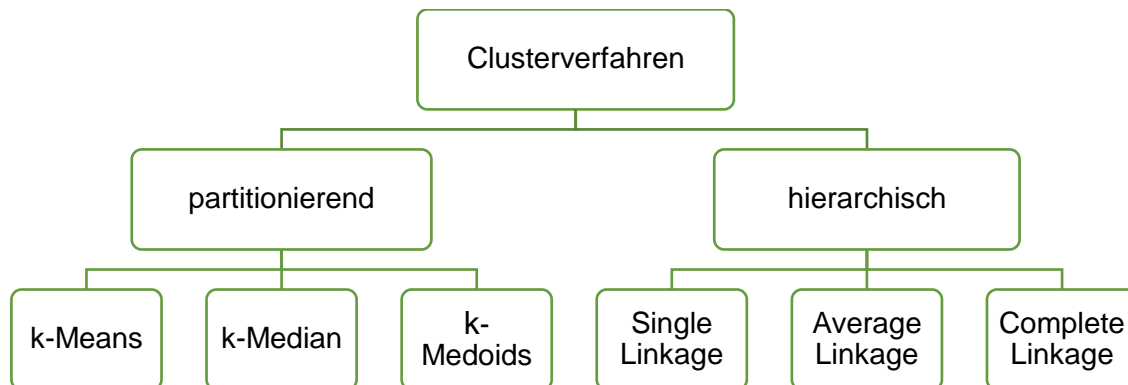 Clusterverfahren
partitionierend
hierarchisch
k-Means
k-Median
k-
Medoids
Single
Linkage
Average
Linkage
Complete
Linkage